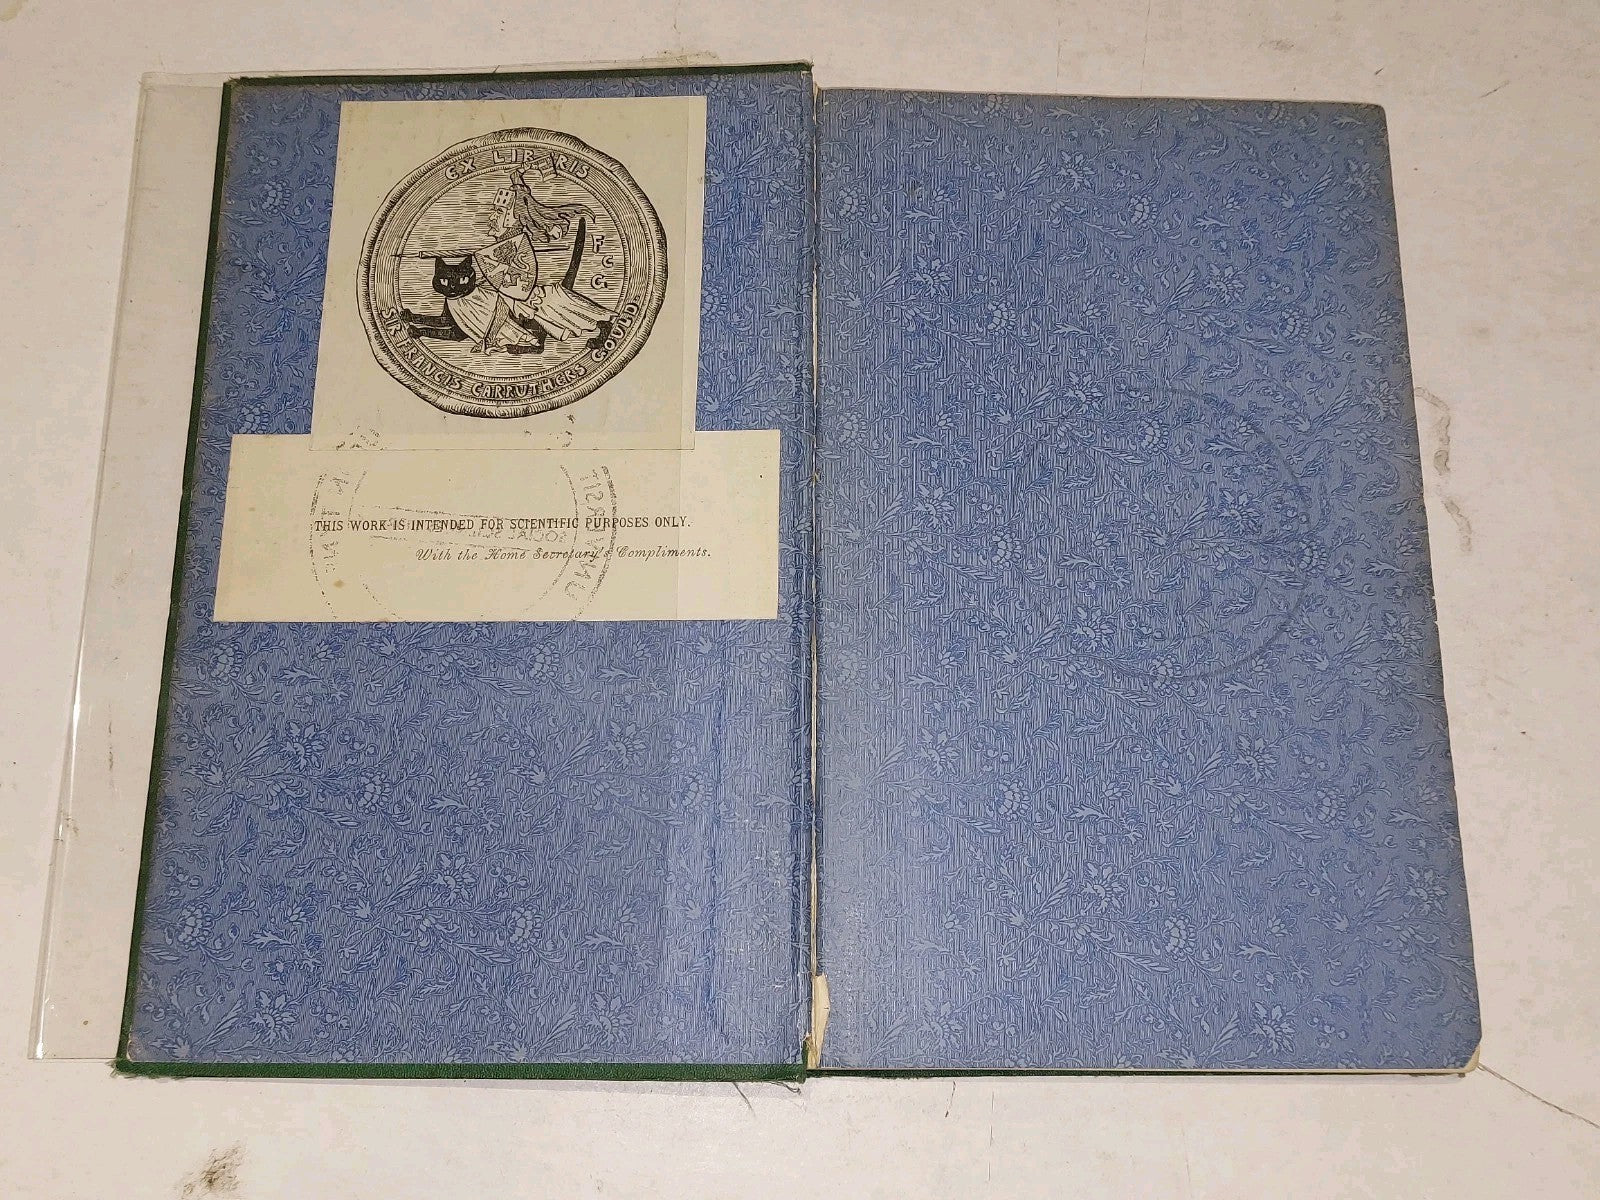 EX LIBRIS
F.C.G.
SIR FRANCIS CARRUTHERS GOULD
THIS WORK IS INTENDED FOR SCIENTIFIC PURPOSES ONLY.
With the Home Secretary's Compliments.